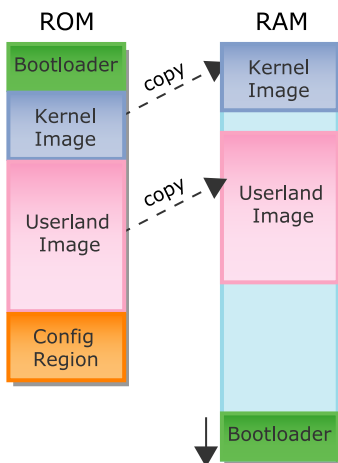 ROM
Bootloader
Kernel
Image
Userland
Image
Config
Region
copy
copy
RAM
Kernel
Image
Userland
Image
Bootloader